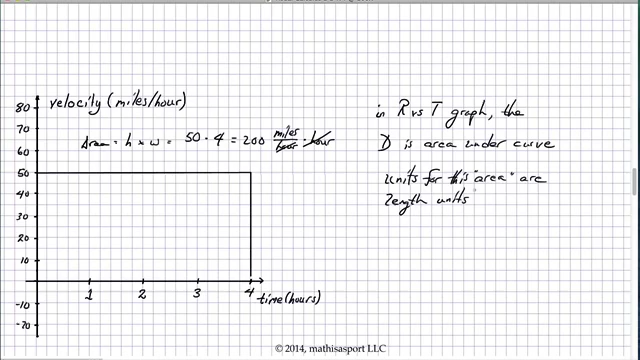 velocity (miles/hour)
Area = h x w = 50 · 4 = 200 miles/hour · hour
80
70
60
50
40
30
20
10
-10
-20
1 2 3 4
time (hours)
in R vs T graph, the
D is area under curve
units for this "area" are
length units
© 2014, mathisasport LLC